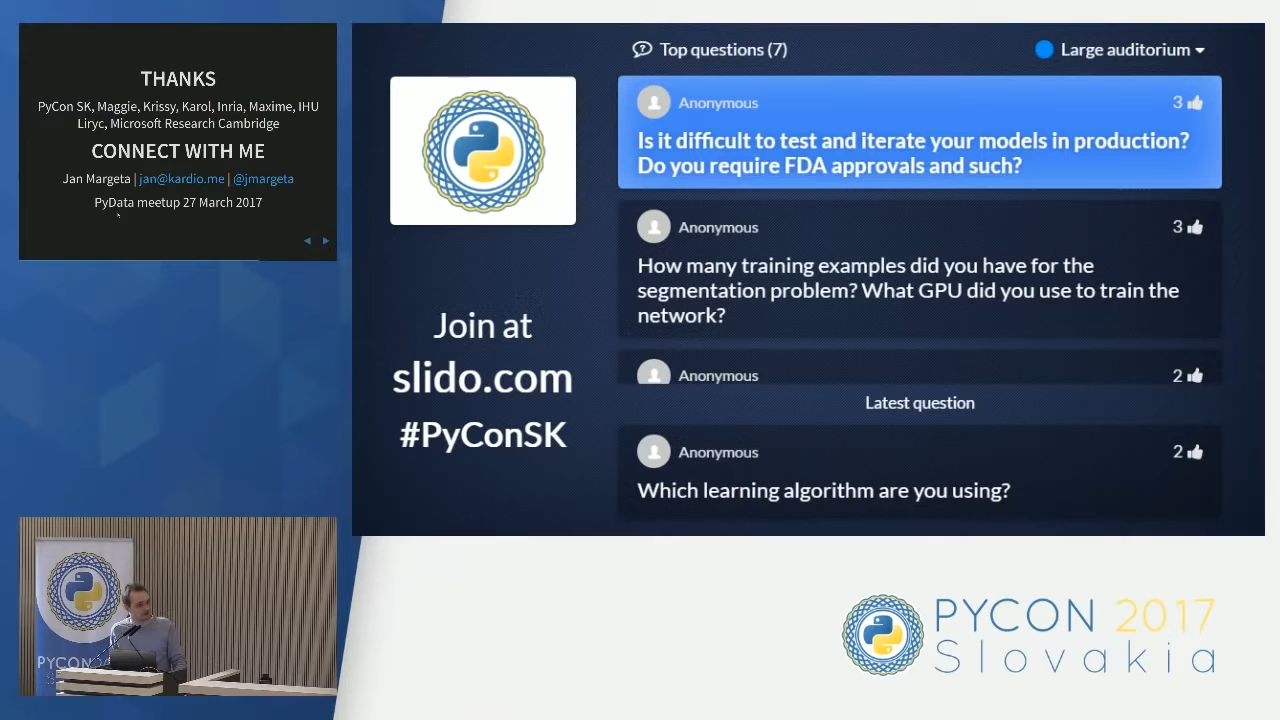 THANKS
PyCon SK, Maggie, Krissy, Karol, Inria, Maxime, IHU
Liryc, Microsoft Research Cambridge
CONNECT WITH ME
Jan Margeta | jan@kardio.me | @jmargeta
PyData meetup 27 March 2017
Join at
slido.com
#PyConSK
Top questions (7)
Large auditorium
Anonymous
3
Is it difficult to test and iterate your models in production?
Do you require FDA approvals and such?
Anonymous
3
How many training examples did you have for the
segmentation problem? What GPU did you use to train the
network?
Anonymous
2
Latest question
Anonymous
2
Which learning algorithm are you using?
PYCON 2017
Slovakia